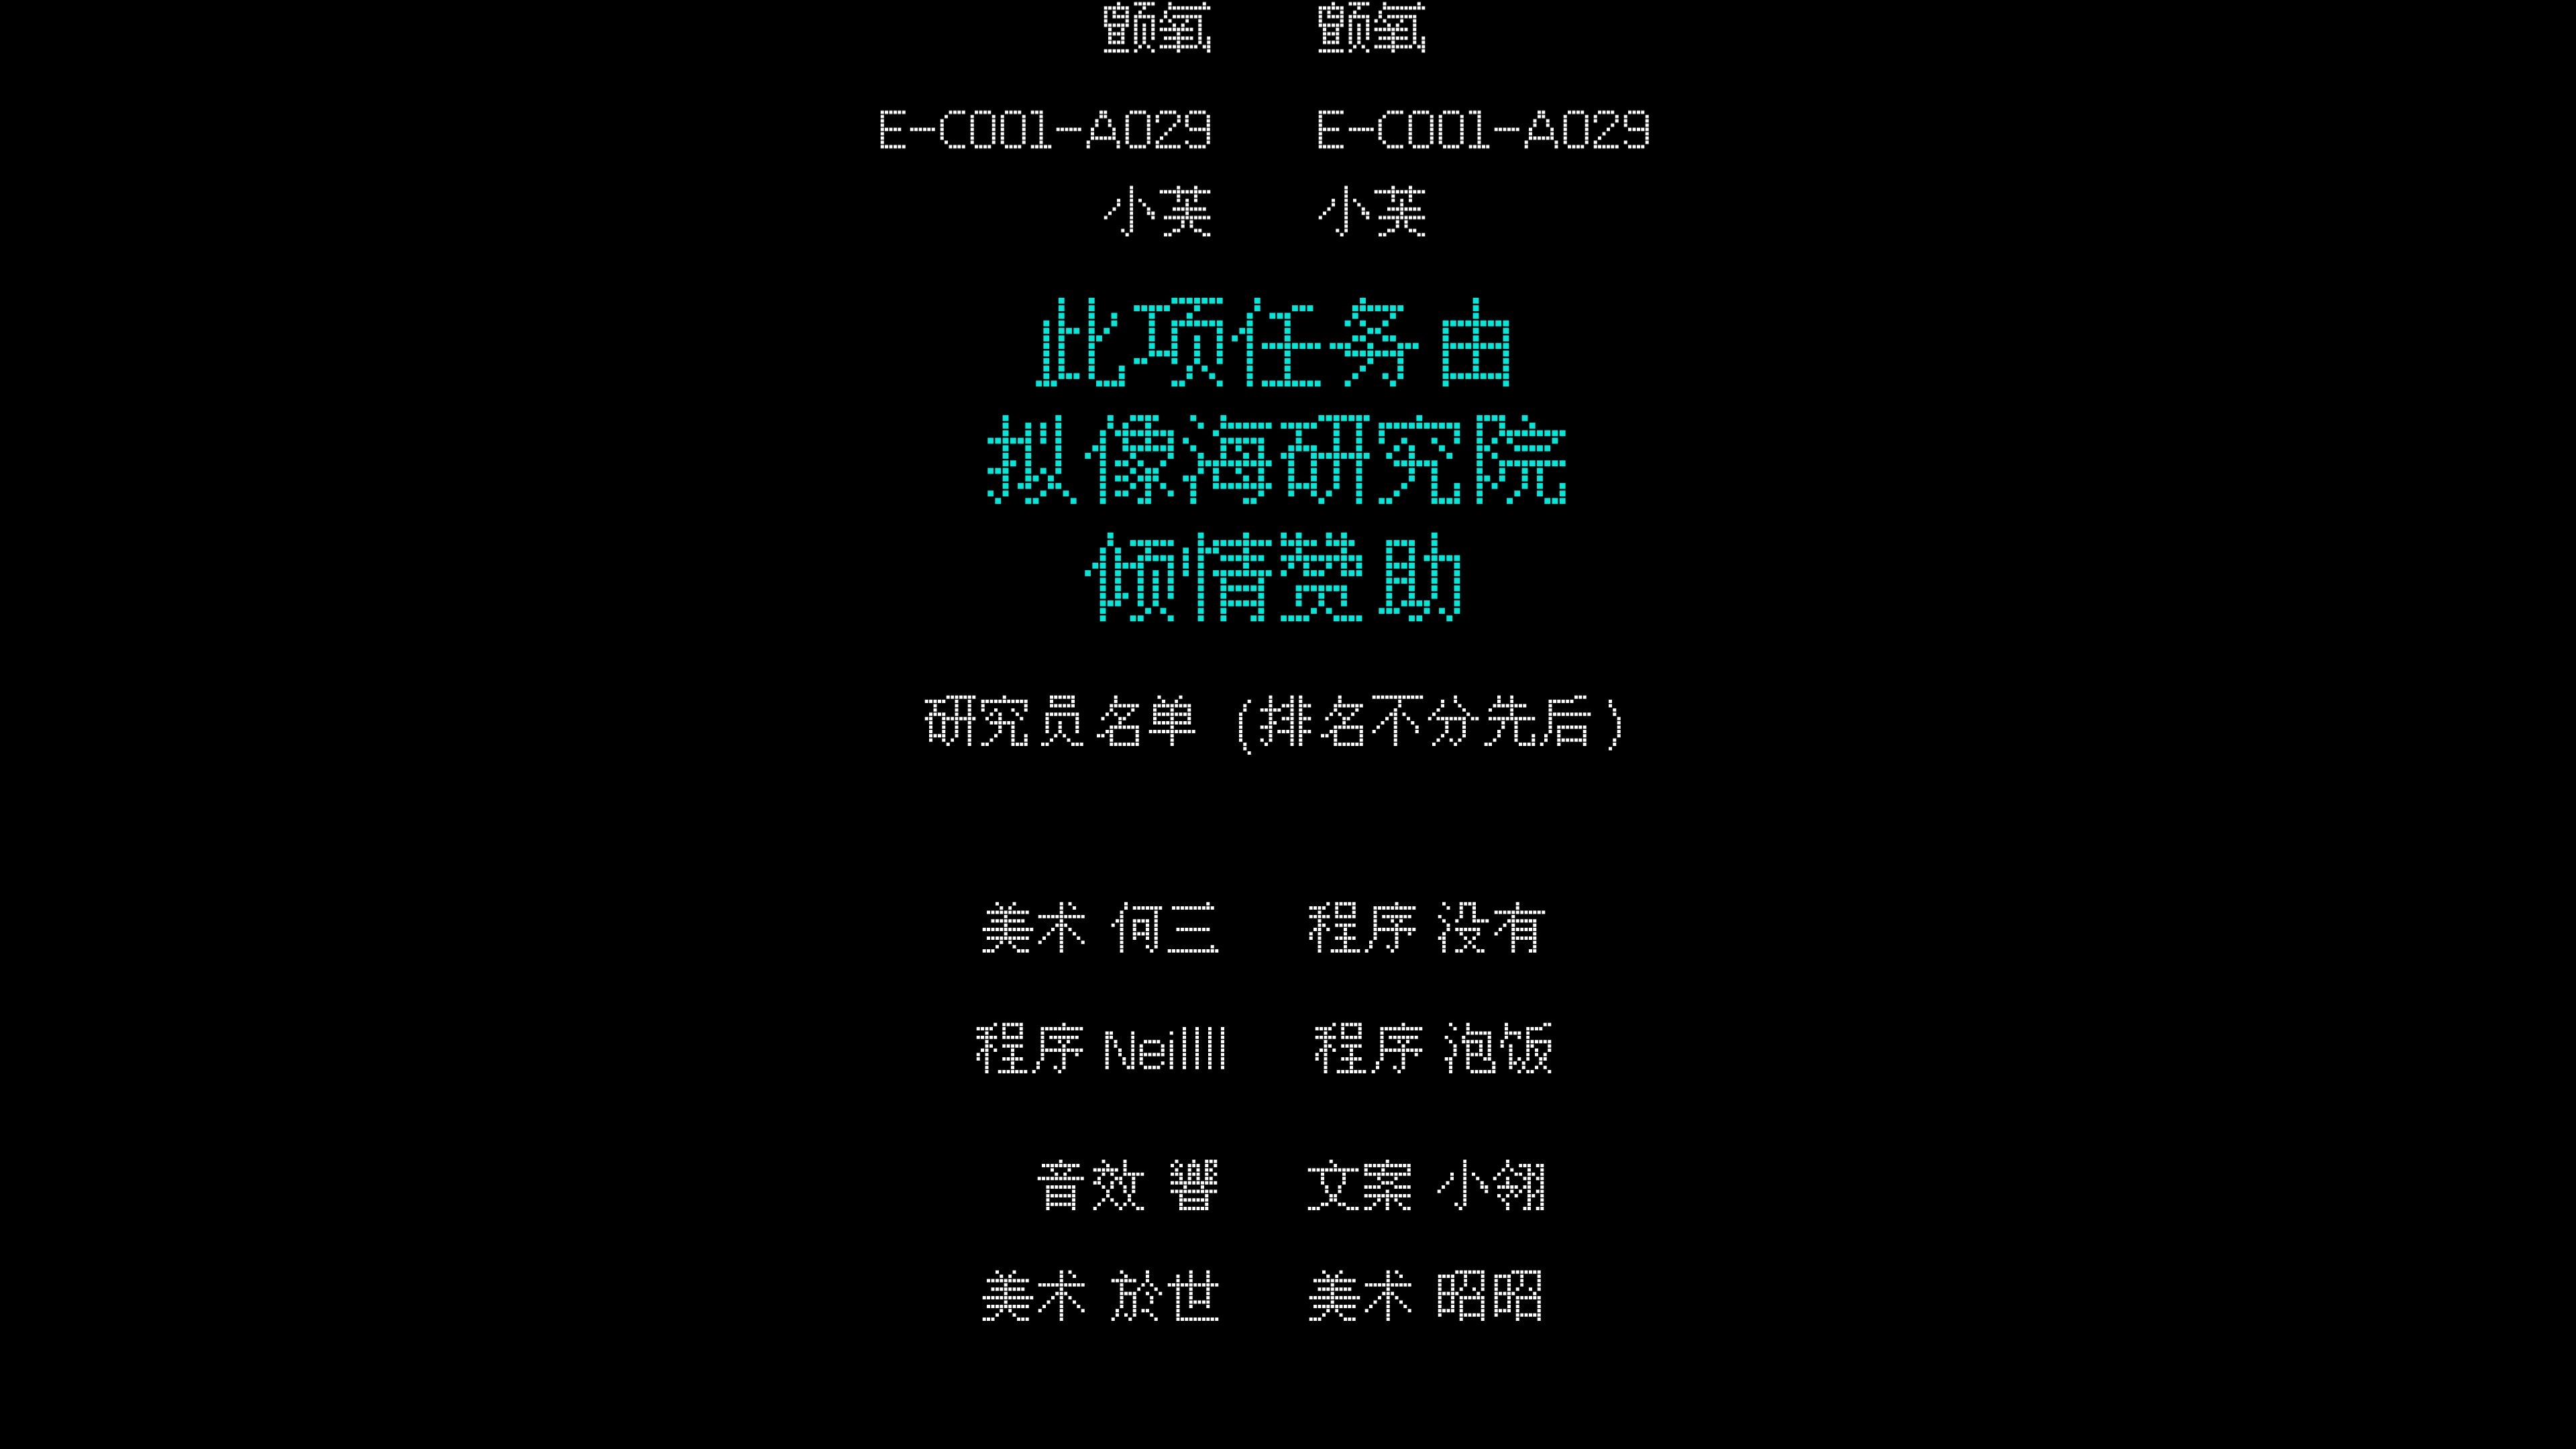 颤氧 颤氧
E-C001-A029 E-C001-A029
小芙 小芙
此项任务由
拟像海研究院
倾情赞助
研究员名单 (排名不分先后)
美术 何三 程序 没有
程序 Neillll 程序 泡饭
音效 響 文案 小翎
美术 於世 美术 昭昭